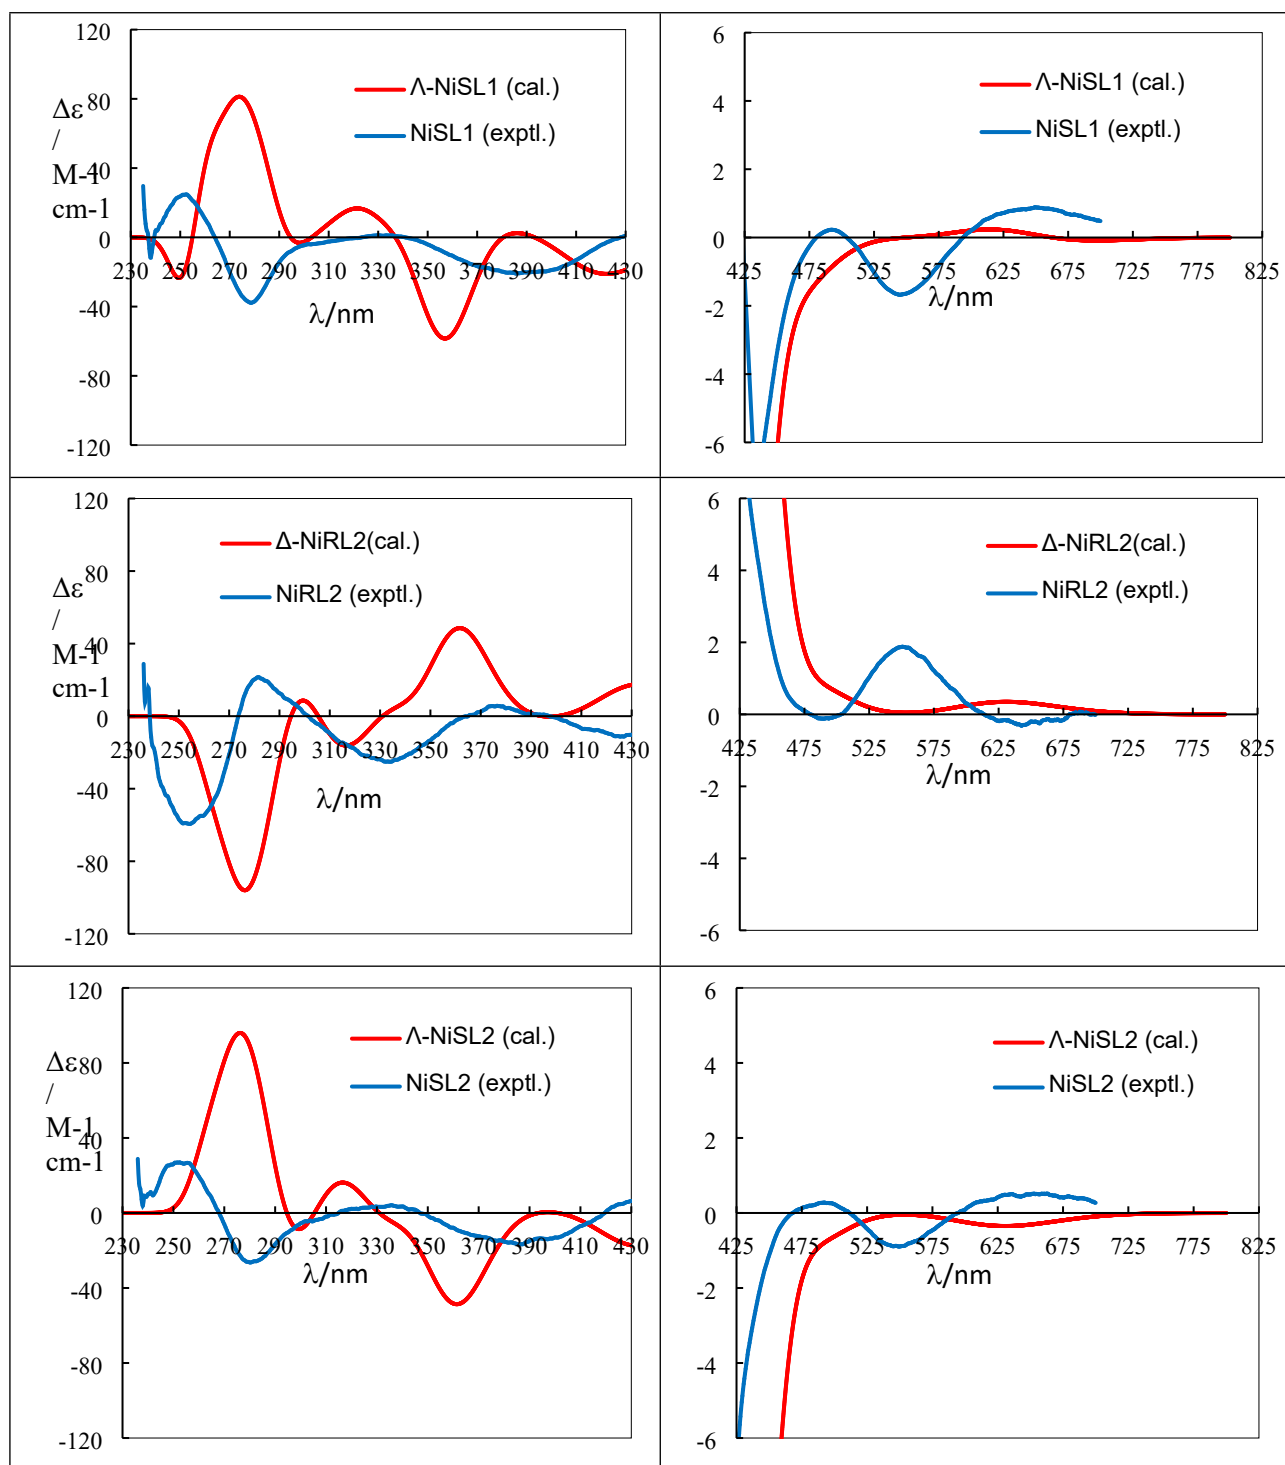 120
80
40
0
-40
-80
-120
Δε
/
M-1
cm-1
230 250 270 290 310 330 350 370 390 410 430
λ/nm
Λ-NiSL1 (cal.)
NiSL1 (exptl.)
6
4
2
0
-2
-4
-6
425 475 525 575 625 675 725 775 825
λ/nm
Λ-NiSL1 (cal.)
NiSL1 (exptl.)
120
80
40
0
-40
-80
-120
Δε
/
M-1
cm-1
230 250 270 290 310 330 350 370 390 410 430
λ/nm
Δ-NiRL2(cal.)
NiRL2 (exptl.)
6
4
2
0
-2
-4
-6
425 475 525 575 625 675 725 775 825
λ/nm
Δ-NiRL2(cal.)
NiRL2 (exptl.)
120
80
40
0
-40
-80
-120
Δε
/
M-1
cm-1
230 250 270 290 310 330 350 370 390 410 430
λ/nm
Λ-NiSL2 (cal.)
NiSL2 (exptl.)
6
4
2
0
-2
-4
-6
425 475 525 575 625 675 725 775 825
λ/nm
Λ-NiSL2 (cal.)
NiSL2 (exptl.)